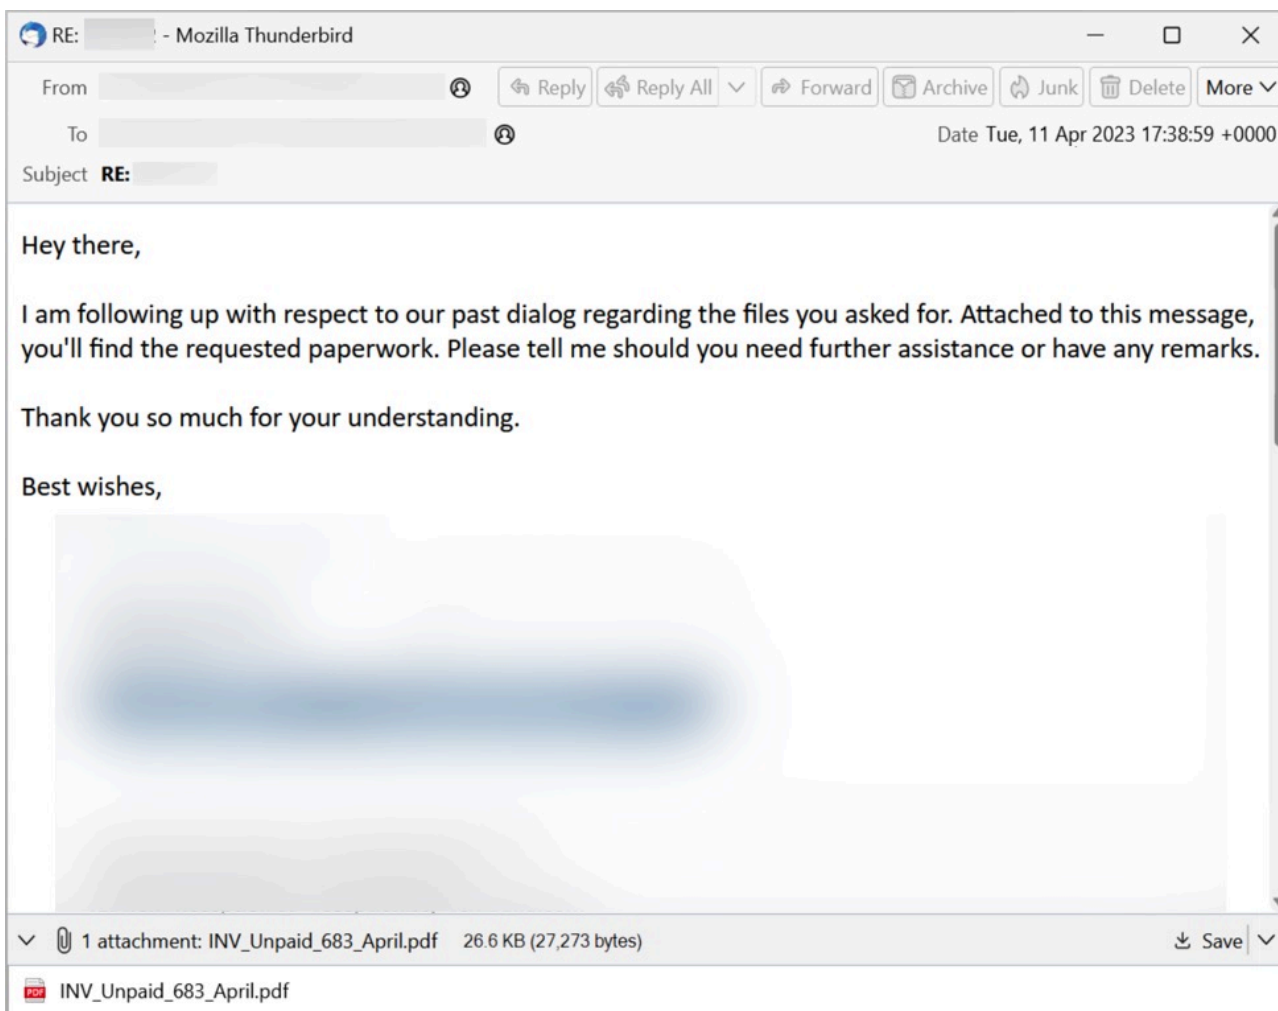 RE: - Mozilla Thunderbird
From Reply Reply All Forward Archive Junk Delete More
To Date Tue, 11 Apr 2023 17:38:59 +0000
Subject RE:
Hey there,
I am following up with respect to our past dialog regarding the files you asked for. Attached to this message,
you'll find the requested paperwork. Please tell me should you need further assistance or have any remarks.
Thank you so much for your understanding.
Best wishes,
1 attachment: INV_Unpaid_683_April.pdf 26.6 KB (27,273 bytes) Save
PDF INV_Unpaid_683_April.pdf